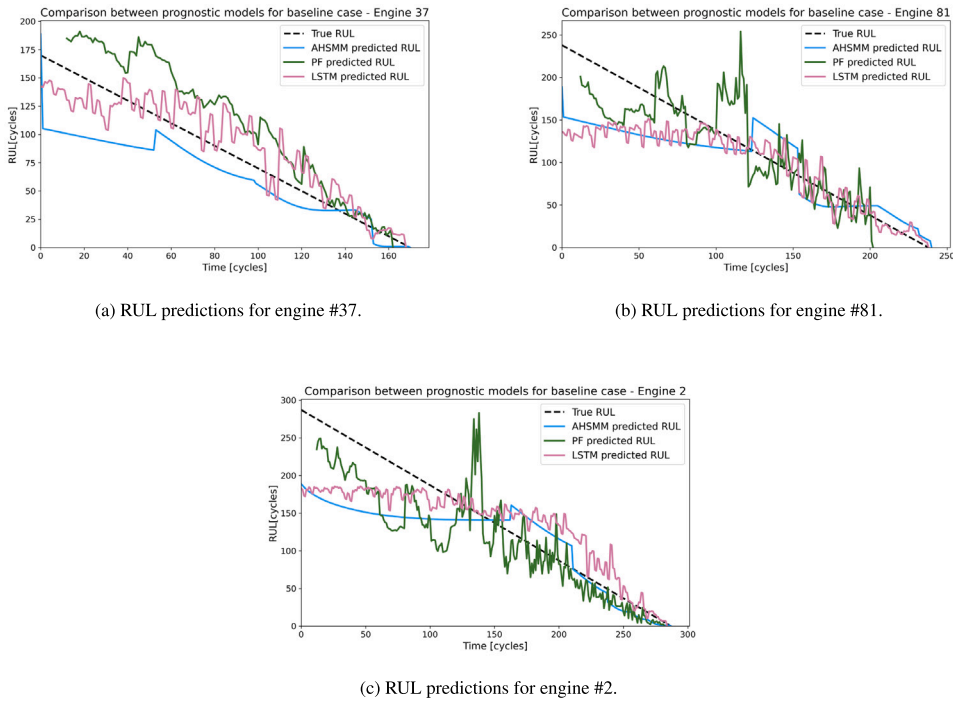 Comparison between prognostic models for baseline case - Engine 37
200
175
150
125
100
75
50
25
0
RUL[cycles]
0 20 40 60 80 100 120 140 160
Time [cycles]
True RUL
AHSMM predicted RUL
PF predicted RUL
LSTM predicted RUL
(a) RUL predictions for engine #37.
Comparison between prognostic models for baseline case - Engine 81
250
200
150
100
50
0
RUL[cycles]
0 50 100 150 200 250
Time [cycles]
True RUL
AHSMM predicted RUL
PF predicted RUL
LSTM predicted RUL
(b) RUL predictions for engine #81.
Comparison between prognostic models for baseline case - Engine 2
300
250
200
150
100
50
0
RUL[cycles]
0 50 100 150 200 250 300
Time [cycles]
True RUL
AHSMM predicted RUL
PF predicted RUL
LSTM predicted RUL
(c) RUL predictions for engine #2.